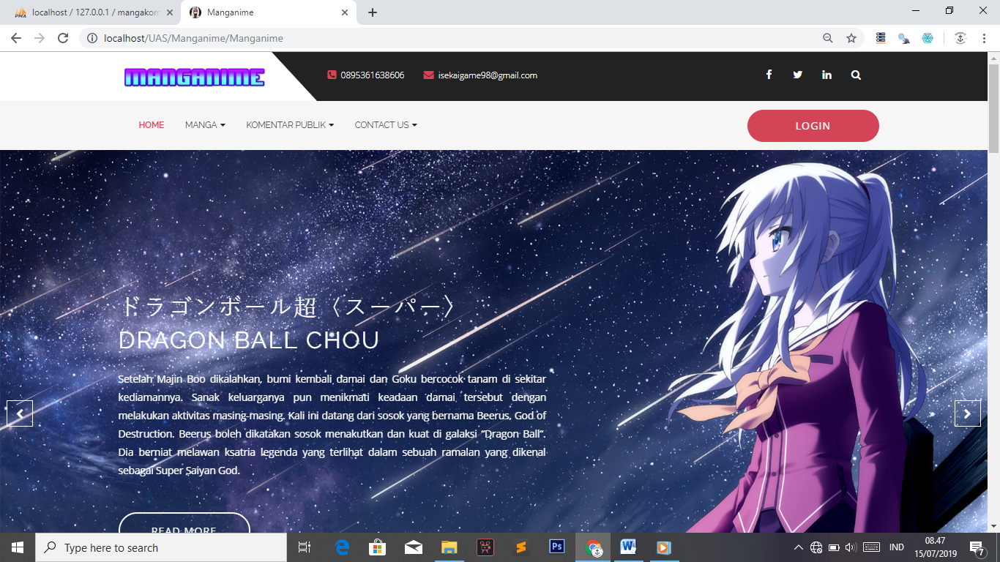 localhost / 127.0.0.1 / mangakom
Manganime
localhost/UAS/Manganime/Manganime
MANGANIME
0895361638606
isekaigame98@gmail.com
HOME
MANGA
KOMENTAR PUBLIK
CONTACT US
LOGIN
ドラゴンボール超〈スーパー〉
DRAGON BALL CHOU
Setelah Majin Boo dikalahkan, bumi kembali damai dan Goku bercocok tanam di sekitar
kediamannya. Sanak keluarganya pun menikmati keadaan damai tersebut dengan
melakukan aktivitas masing-masing. Kali ini datang dari sosok yang bernama Beerus, God of
Destruction. Beerus boleh dikatakan sosok menakutkan dan kuat di galaksi “Dragon Ball”.
Dia berniat melawan ksatria legenda yang terlihat dalam sebuah ramalan yang dikenal
sebagai Super Saiyan God.
READ MORE
Type here to search
Ps
IND
08.47
15/07/2019
7